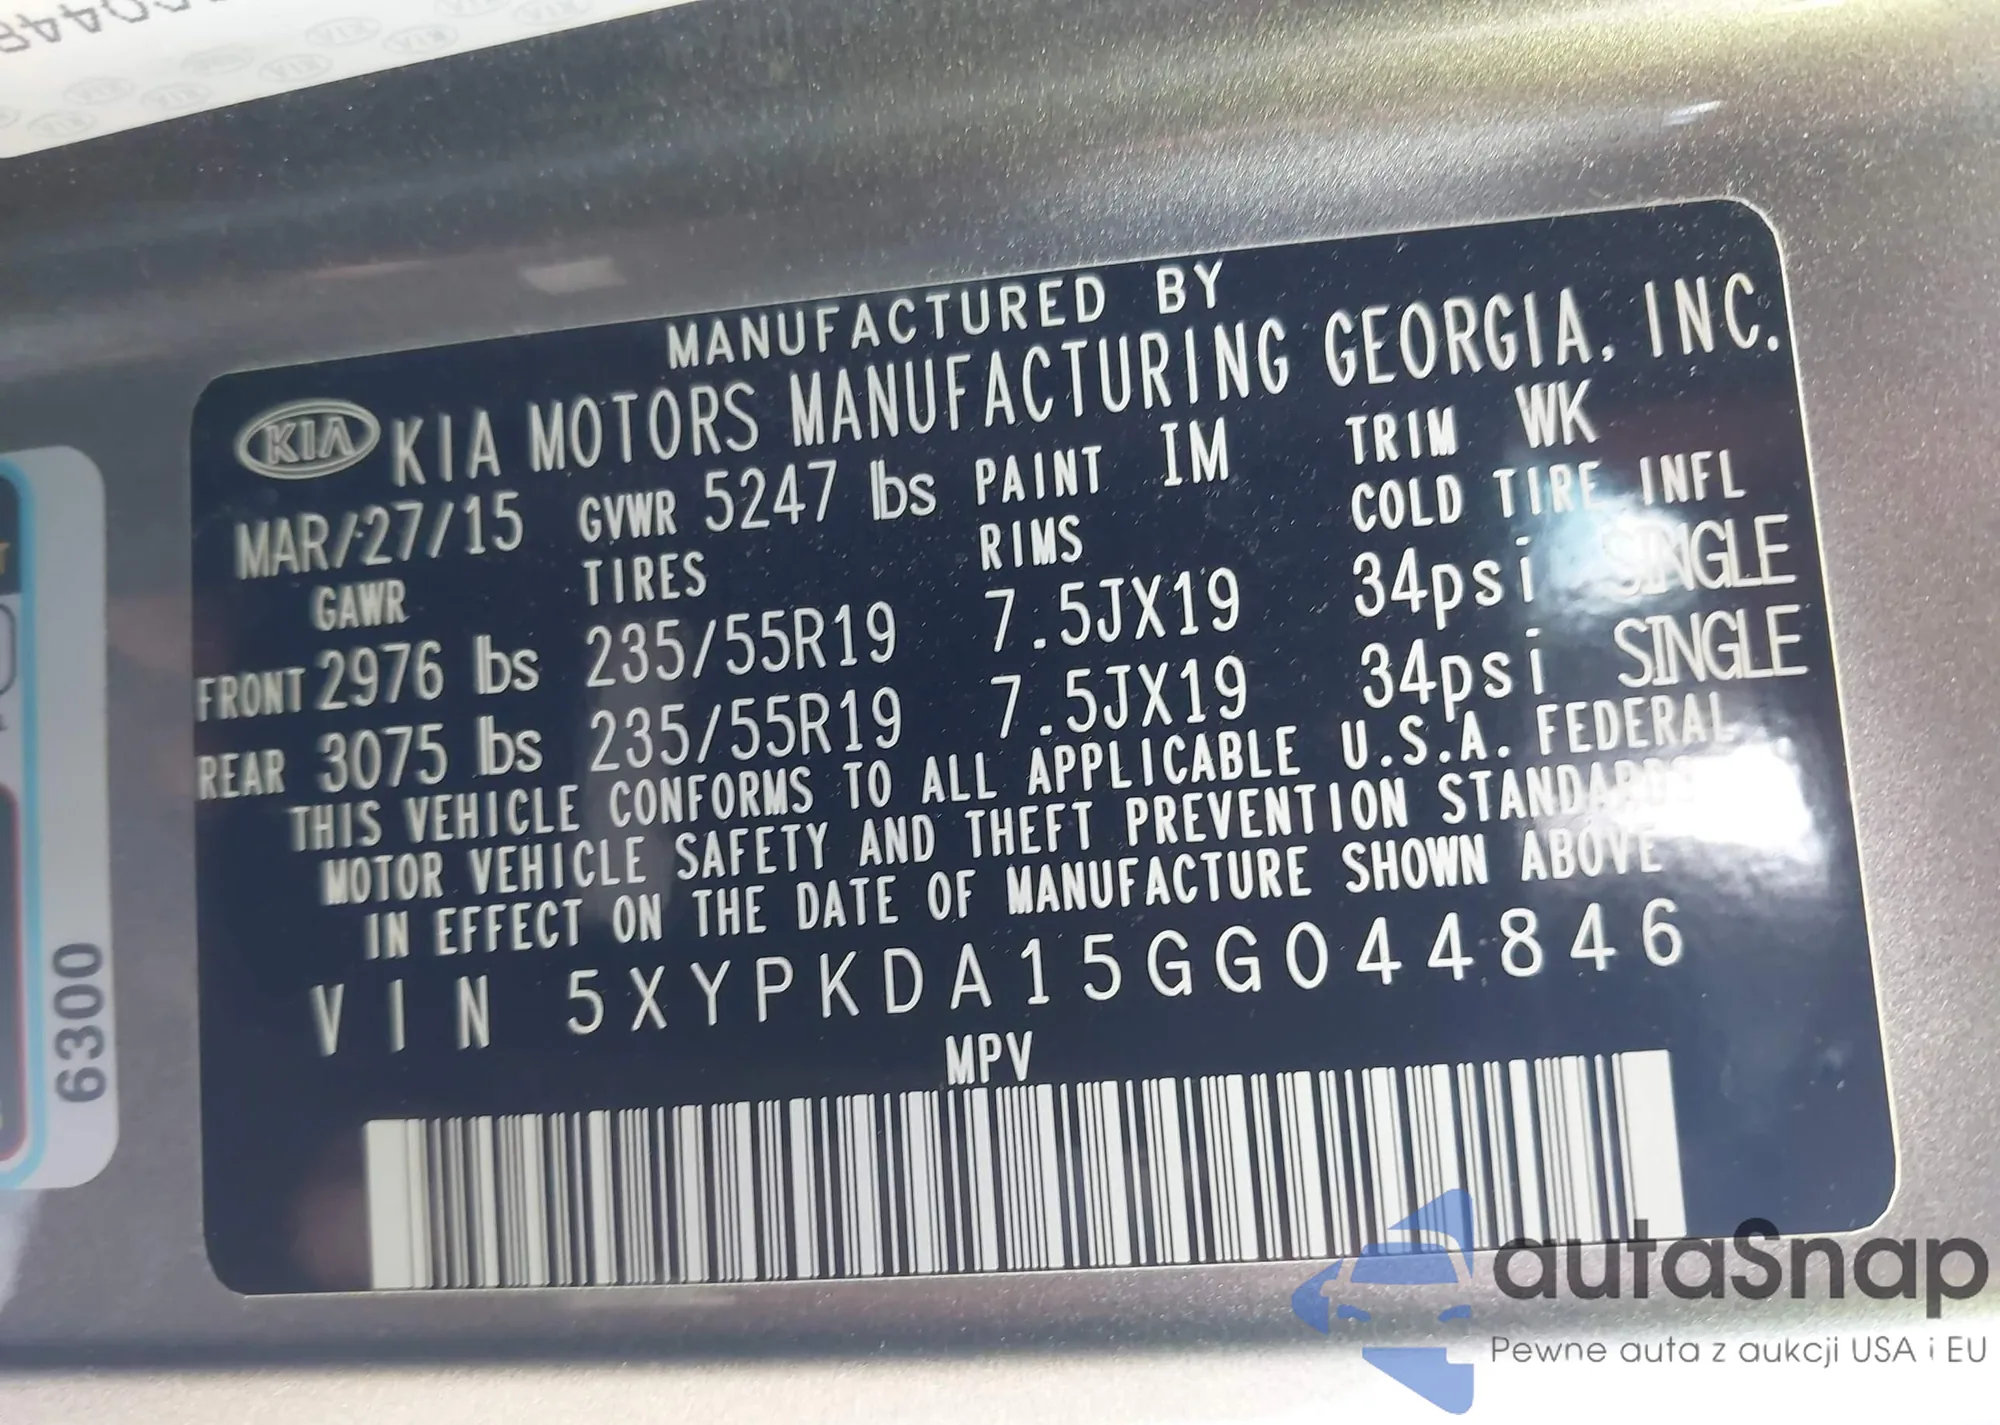 MANUFACTURED BY
KIA KIA MOTORS MANUFACTURING GEORGIA, INC.
MAR/27/15 GVWR 5247 lbs PAINT IM TRIM WK
GAWR TIRES RIMS COLD TIRE INFL
FRONT 2976 lbs 235/55R19 7.5JX19 34psi SINGLE
REAR 3075 lbs 235/55R19 7.5JX19 34psi SINGLE
THIS VEHICLE CONFORMS TO ALL APPLICABLE U.S.A. FEDERAL
MOTOR VEHICLE SAFETY AND THEFT PREVENTION STANDARDS
IN EFFECT ON THE DATE OF MANUFACTURE SHOWN ABOVE
VIN 5XYPKDA15GG044846
MPV
6300
autaSnap
Pewne auta z aukcji USA i EU